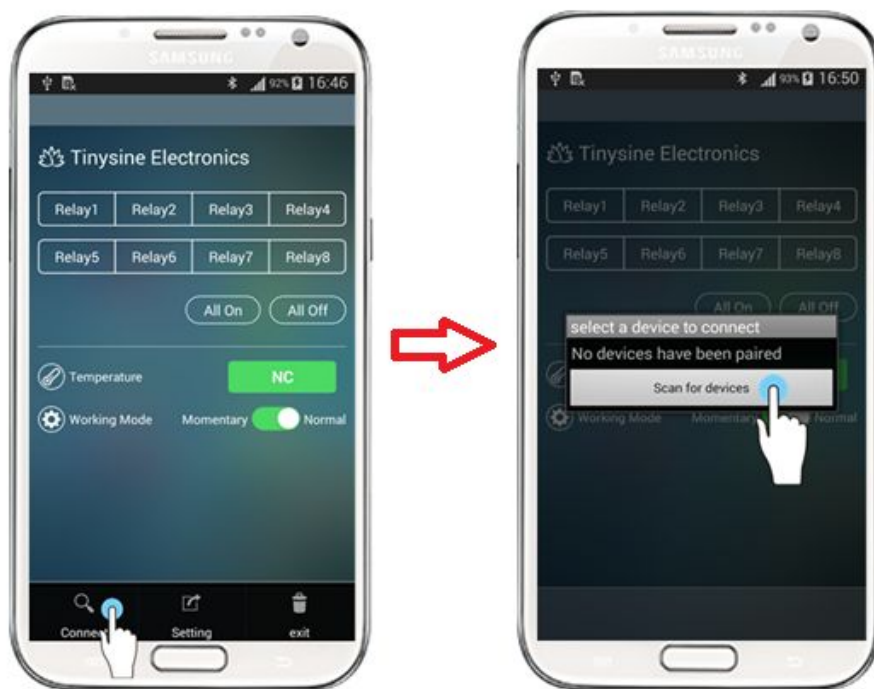 SAMSUNG
92% 16:46
Tinysine Electronics
Relay1 Relay2 Relay3 Relay4
Relay5 Relay6 Relay7 Relay8
All On All Off
Temperature NC
Working Mode Momentary Normal
Setting exit
SAMSUNG
93% 16:50
Tinysine Electronics
Relay1 Relay2 Relay3 Relay4
Relay5 Relay6 Relay7 Relay8
All On All Off
select a device to connect
No devices have been paired
Scan for devices
Working Mode Momentary Normal